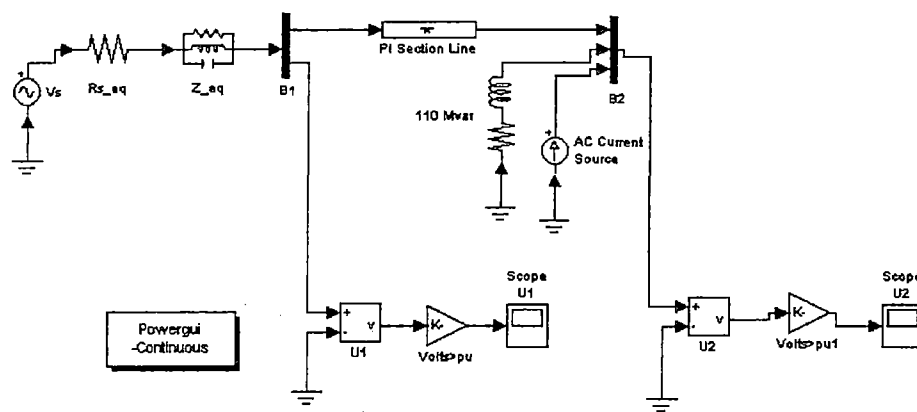 PI Section Line
B1
B2
+
Vs
Rs_eq
Z_eq
110 Mvar
+
AC Current
Source
Scope
U1
Scope
U2
Powergui
-Continuous
+
-
v
U1
K-
Volts>pu
+
-
v
U2
K-
Volts>pu1